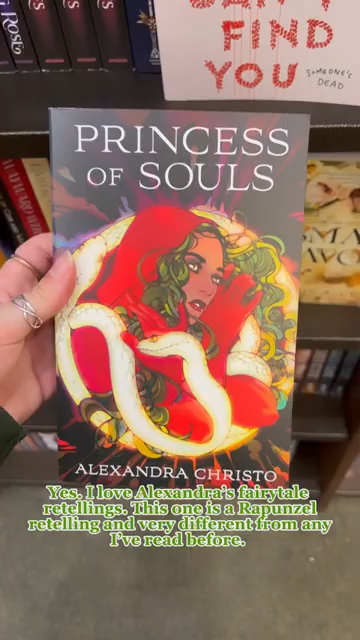 CAN'T
FIND
YOU
SOMEONE'S
DEAD
PRINCESS
OF SOULS
ALEXANDRA CHRISTO
Yes. I love Alexandra's fairytale
retellings. This one is a Rapunzel
retelling and very different from any
I've read before.